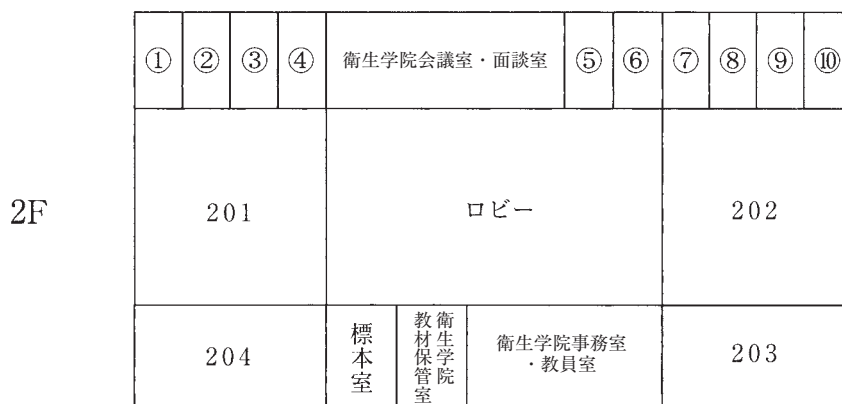 ① ② ③ ④ 衛生学院会議室・面談室 ⑤ ⑥ ⑦ ⑧ ⑨ ⑩
2F
201
ロビー
202
204
標本室
衛生学院
教材保管室
衛生学院事務室
・教員室
203